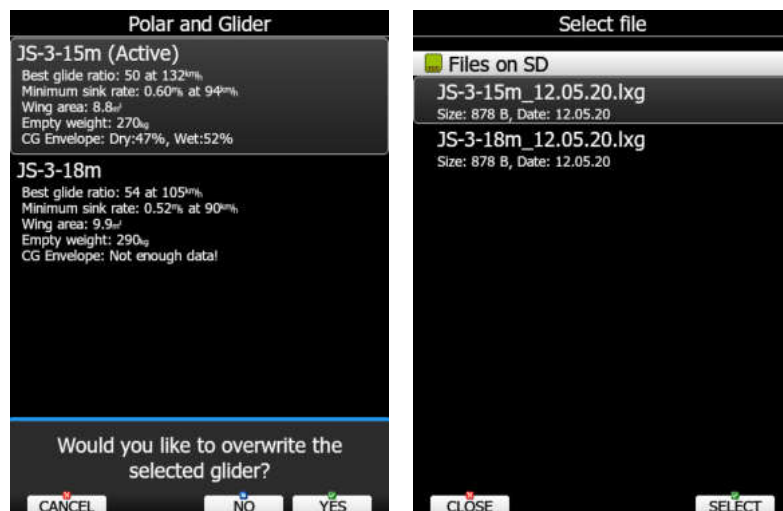 Polar and Glider
JS-3-15m (Active)
Best glide ratio: 50 at 132km/h
Minimum sink rate: 0.60m/s at 94km/h
Wing area: 8.8m²
Empty weight: 270kg
CG Envelope: Dry:47%, Wet:52%
JS-3-18m
Best glide ratio: 54 at 105km/h
Minimum sink rate: 0.52m/s at 90km/h
Wing area: 9.9m²
Empty weight: 290kg
CG Envelope: Not enough data!
Would you like to overwrite the
selected glider?
CANCEL
NO
YES
Select file
Files on SD
JS-3-15m_12.05.20.lxg
Size: 878 B, Date: 12.05.20
JS-3-18m_12.05.20.lxg
Size: 878 B, Date: 12.05.20
CLOSE
SELECT